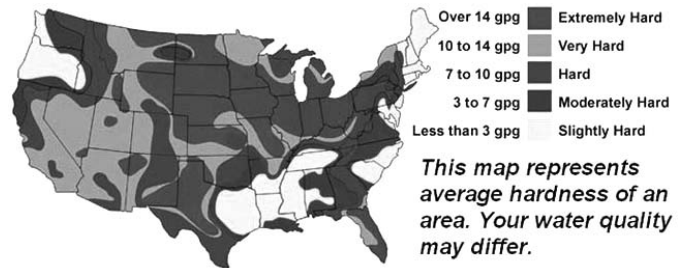 Over 14 gpg Extremely Hard
10 to 14 gpg Very Hard
7 to 10 gpg Hard
3 to 7 gpg Moderately Hard
Less than 3 gpg Slightly Hard
This map represents
average hardness of an
area. Your water quality
may differ.